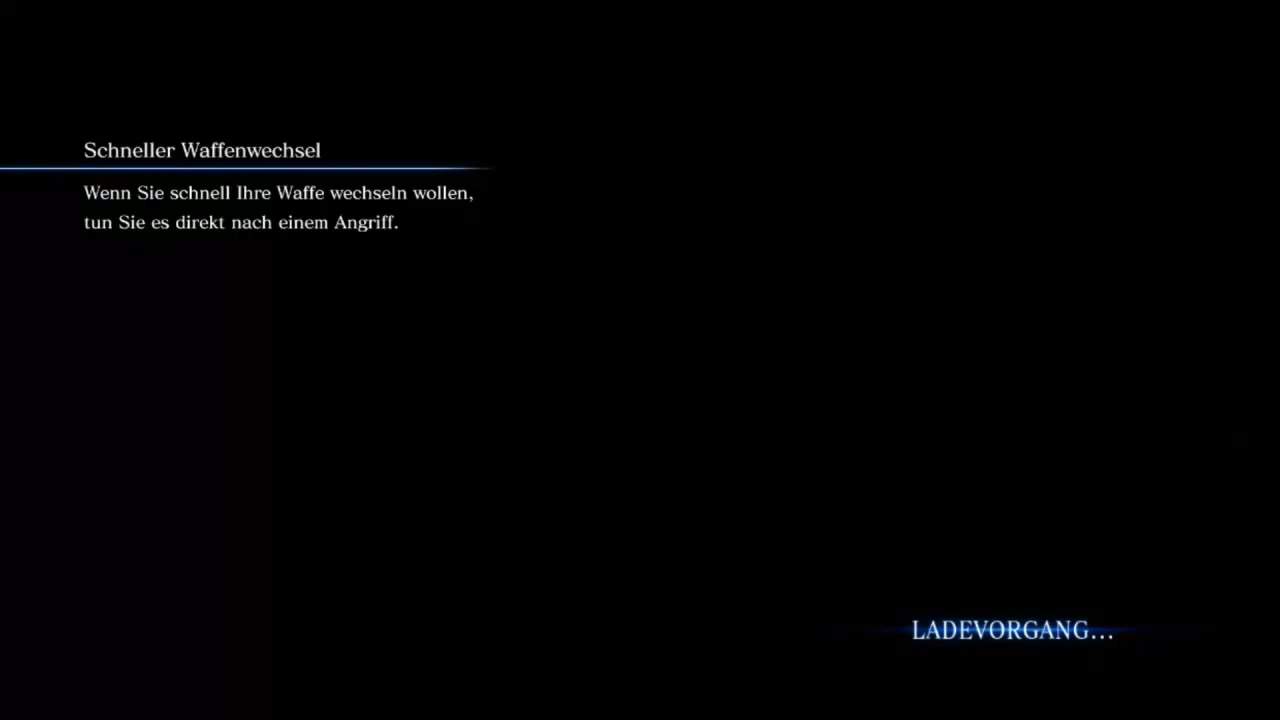 Schneller Waffenwechsel
Wenn Sie schnell Ihre Waffe wechseln wollen,
tun Sie es direkt nach einem Angriff.
LADEVORGANG...